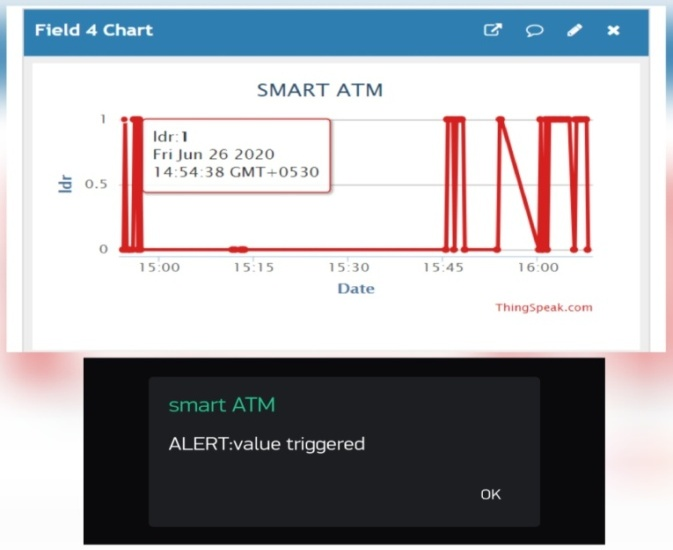 Field 4 Chart
SMART ATM
ldr:1
Fri Jun 26 2020
14:54:38 GMT+0530
ldr
1
0.5
0
15:00 15:15 15:30 15:45 16:00
Date
ThingSpeak.com
smart ATM
ALERT:value triggered
OK